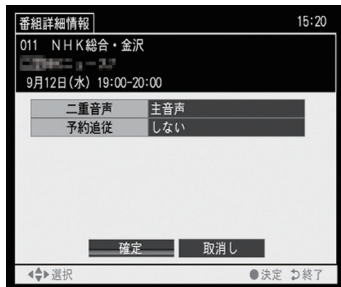 番組詳細情報 15:20
011 NHK総合・金沢
9月12日(水) 19:00-20:00
二重音声 主音声
予約追従 しない
確定 取消し
選択 ●決定 終了